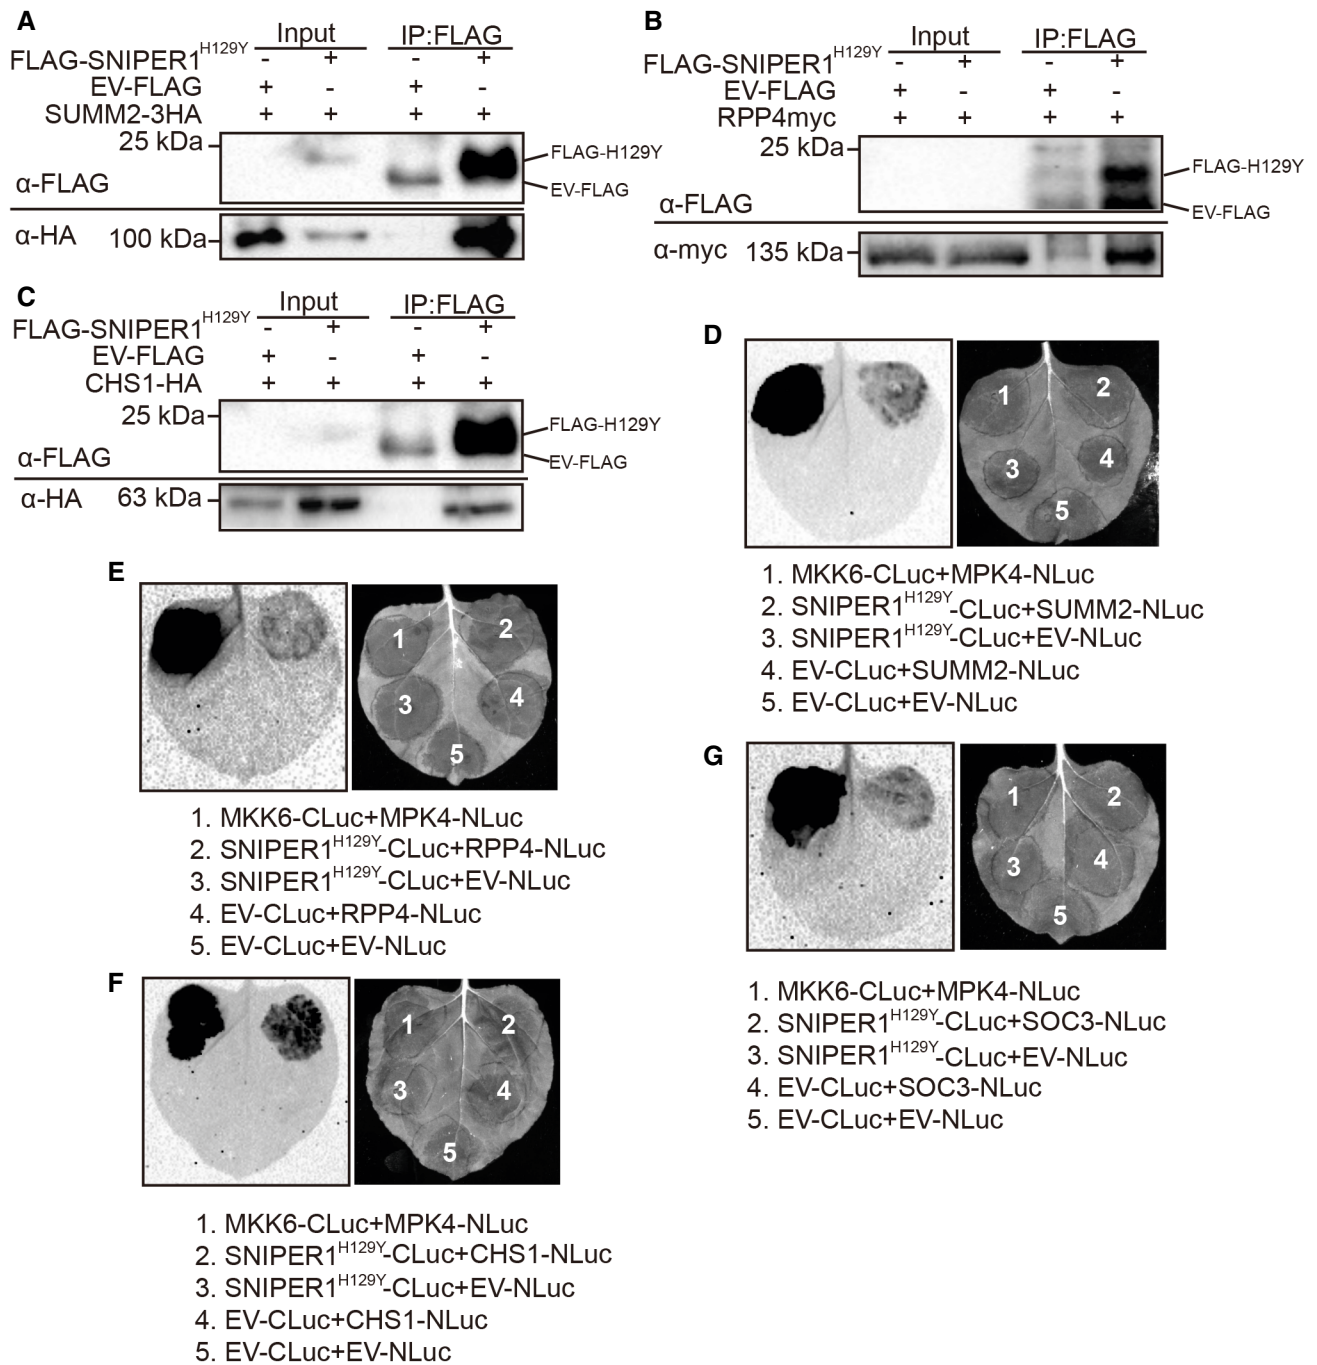 A
Input IP:FLAG
FLAG-SNIPER1H129Y - + - +
EV-FLAG + - + -
SUMM2-3HA + + + +
25 kDa
FLAG-H129Y
α-FLAG
EV-FLAG
α-HA 100 kDa
B
Input IP:FLAG
FLAG-SNIPER1H129Y - + - +
EV-FLAG + - + -
RPP4myc + + + +
25 kDa
FLAG-H129Y
α-FLAG
EV-FLAG
α-myc 135 kDa
C
Input IP:FLAG
FLAG-SNIPER1H129Y - + - +
EV-FLAG + - + -
CHS1-HA + + + +
25 kDa
FLAG-H129Y
α-FLAG
EV-FLAG
α-HA 63 kDa
D
1 2
3 4
5
1. MKK6-CLuc+MPK4-NLuc
2. SNIPER1H129Y-CLuc+SUMM2-NLuc
3. SNIPER1H129Y-CLuc+EV-NLuc
4. EV-CLuc+SUMM2-NLuc
5. EV-CLuc+EV-NLuc
E
1 2
3 4
5
1. MKK6-CLuc+MPK4-NLuc
2. SNIPER1H129Y-CLuc+RPP4-NLuc
3. SNIPER1H129Y-CLuc+EV-NLuc
4. EV-CLuc+RPP4-NLuc
5. EV-CLuc+EV-NLuc
F
1 2
3 4
5
1. MKK6-CLuc+MPK4-NLuc
2. SNIPER1H129Y-CLuc+CHS1-NLuc
3. SNIPER1H129Y-CLuc+EV-NLuc
4. EV-CLuc+CHS1-NLuc
5. EV-CLuc+EV-NLuc
G
1 2
3 4
5
1. MKK6-CLuc+MPK4-NLuc
2. SNIPER1H129Y-CLuc+SOC3-NLuc
3. SNIPER1H129Y-CLuc+EV-NLuc
4. EV-CLuc+SOC3-NLuc
5. EV-CLuc+EV-NLuc